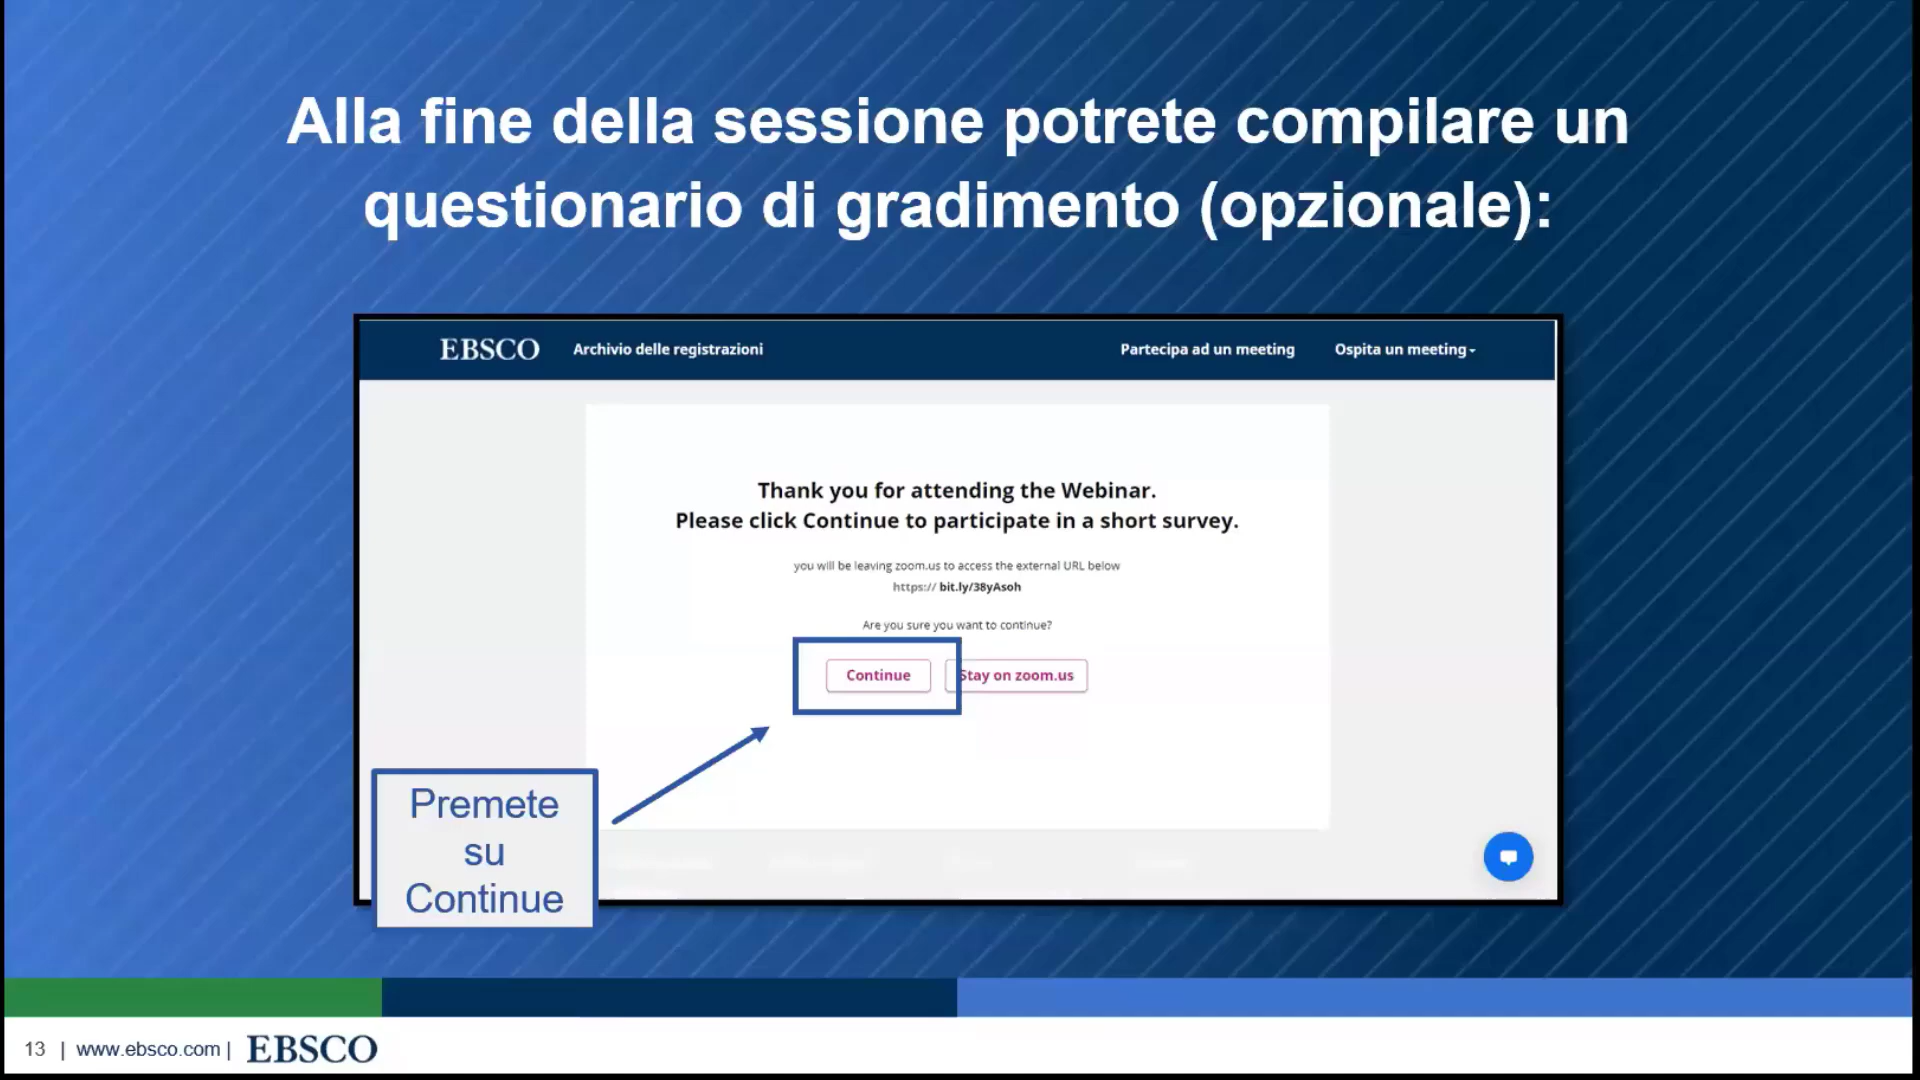 Alla fine della sessione potrete compilare un
questionario di gradimento (opzionale):
EBSCO Archivio delle registrazioni Partecipa ad un meeting Ospita un meeting
Thank you for attending the Webinar.
Please click Continue to participate in a short survey.
you will be leaving zoom.us to access the external URL below
https:// bit.ly/38yAsoh
Are you sure you want to continue?
Continue Stay on zoom.us
Premete
su
Continue
13 | www.ebsco.com | EBSCO